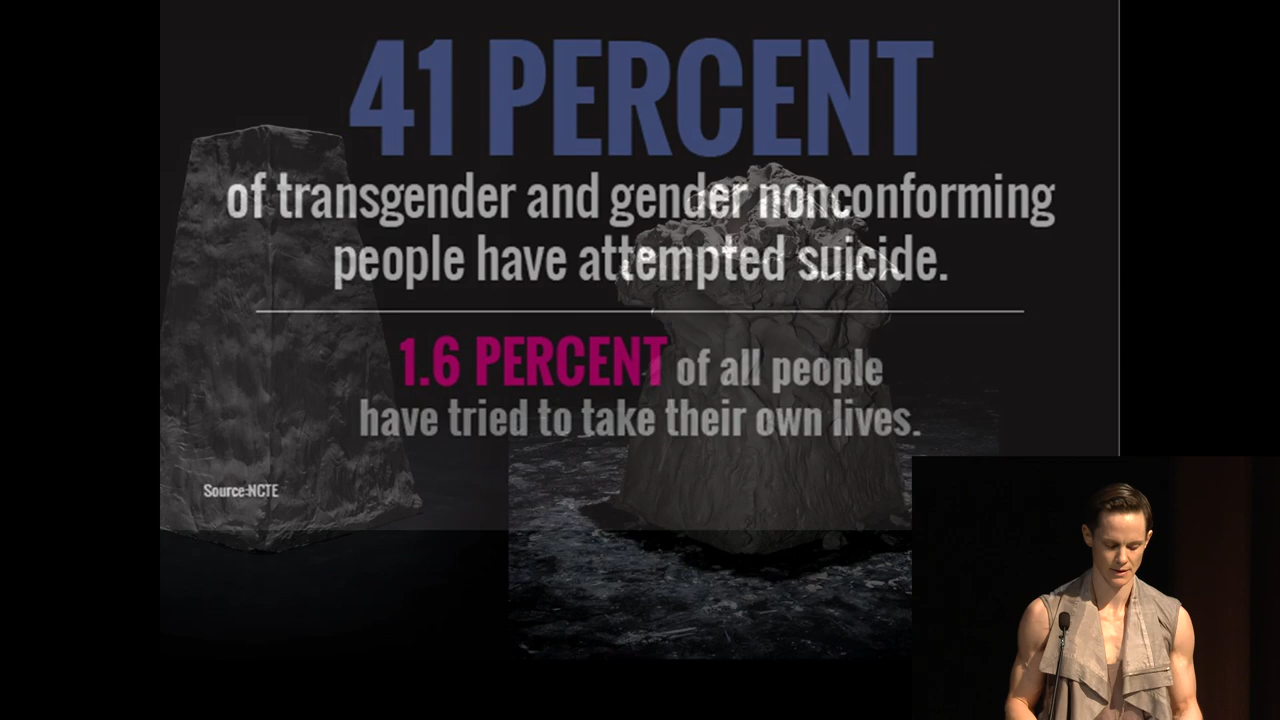 41 PERCENT
of transgender and gender nonconforming
people have attempted suicide.
1.6 PERCENT of all people
have tried to take their own lives.
Source:NCTE